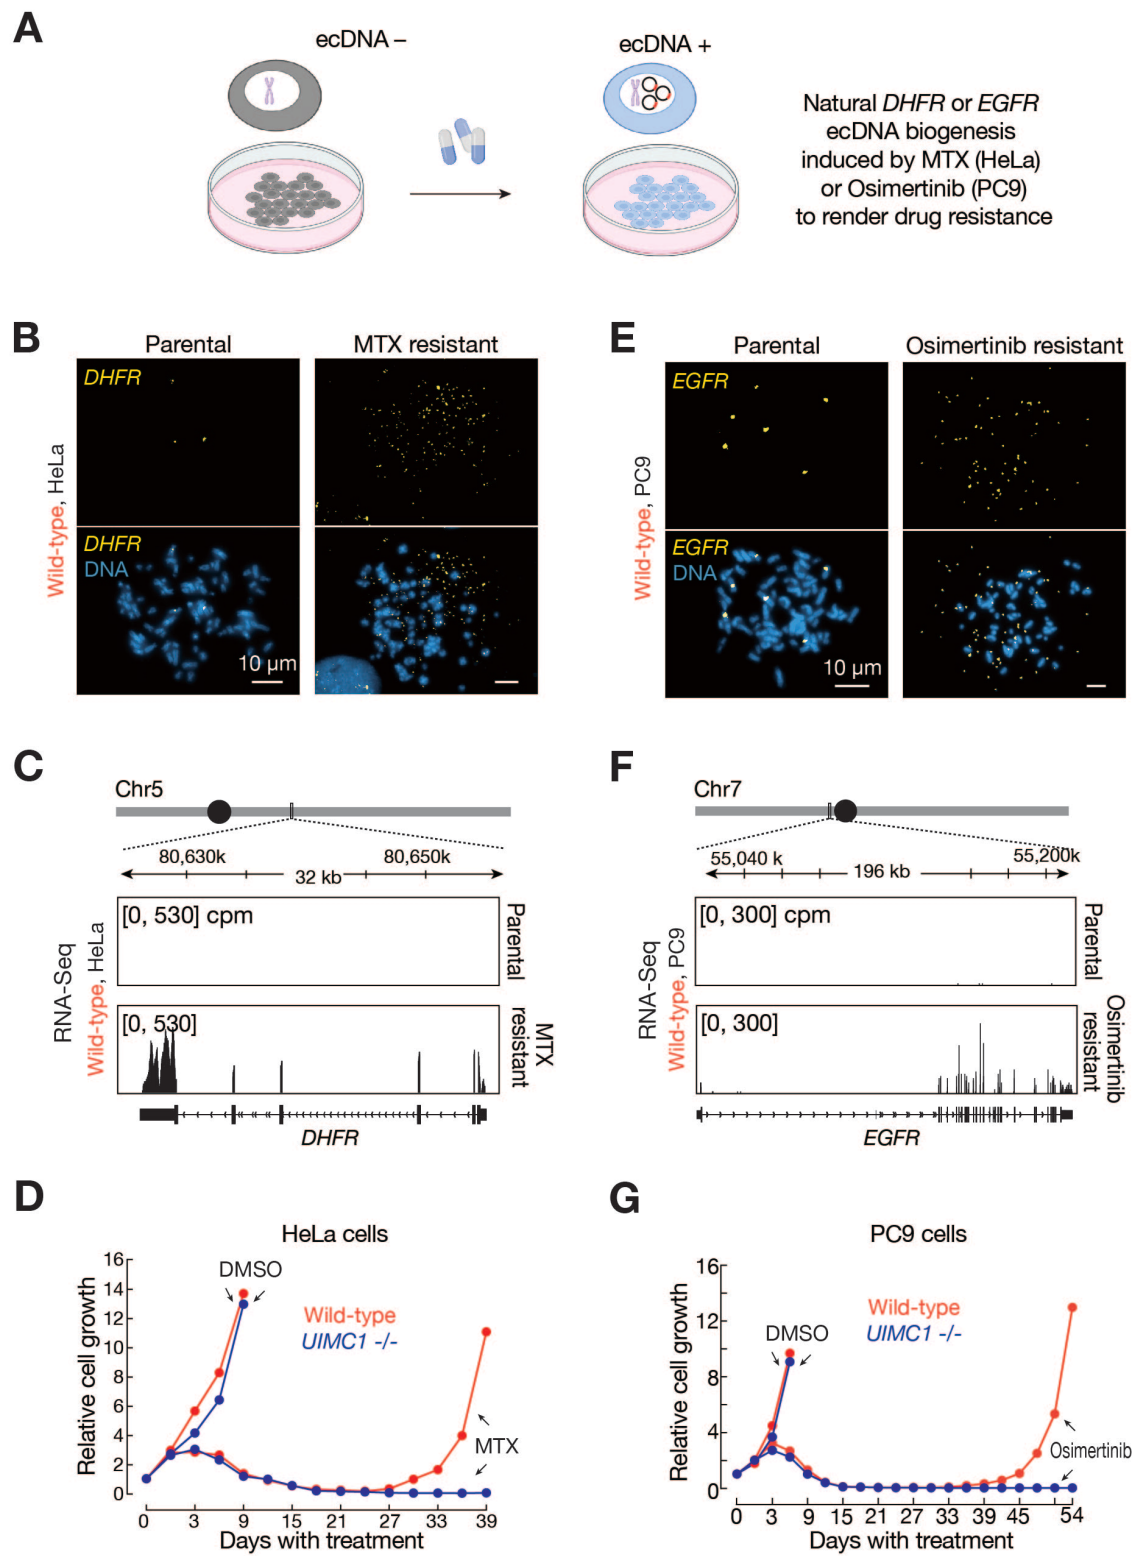 A
ecDNA –
ecDNA +
Natural DHFR or EGFR
ecDNA biogenesis
induced by MTX (HeLa)
or Osimertinib (PC9)
to render drug resistance
B
Parental
MTX resistant
Wild-type, HeLa
DHFR
DHFR
DNA
10 µm
E
Parental
Osimertinib resistant
Wild-type, PC9
EGFR
EGFR
DNA
10 µm
C
Chr5
80,630k
80,650k
32 kb
RNA-Seq
Wild-type, HeLa
[0, 530] cpm
Parental
[0, 530]
MTX
resistant
DHFR
F
Chr7
55,040 k
55,200k
196 kb
RNA-Seq
Wild-type, PC9
[0, 300] cpm
Parental
[0, 300]
Osimertinib
resistant
EGFR
D
HeLa cells
Relative cell growth
16
14
12
10
8
6
4
2
0
DMSO
Wild-type
UIMC1 -/-
MTX
0 3 9 15 21 27 33 39
Days with treatment
G
PC9 cells
Relative cell growth
16
12
8
4
0
DMSO
Wild-type
UIMC1 -/-
Osimertinib
0 3 9 15 21 27 33 39 45 54
Days with treatment